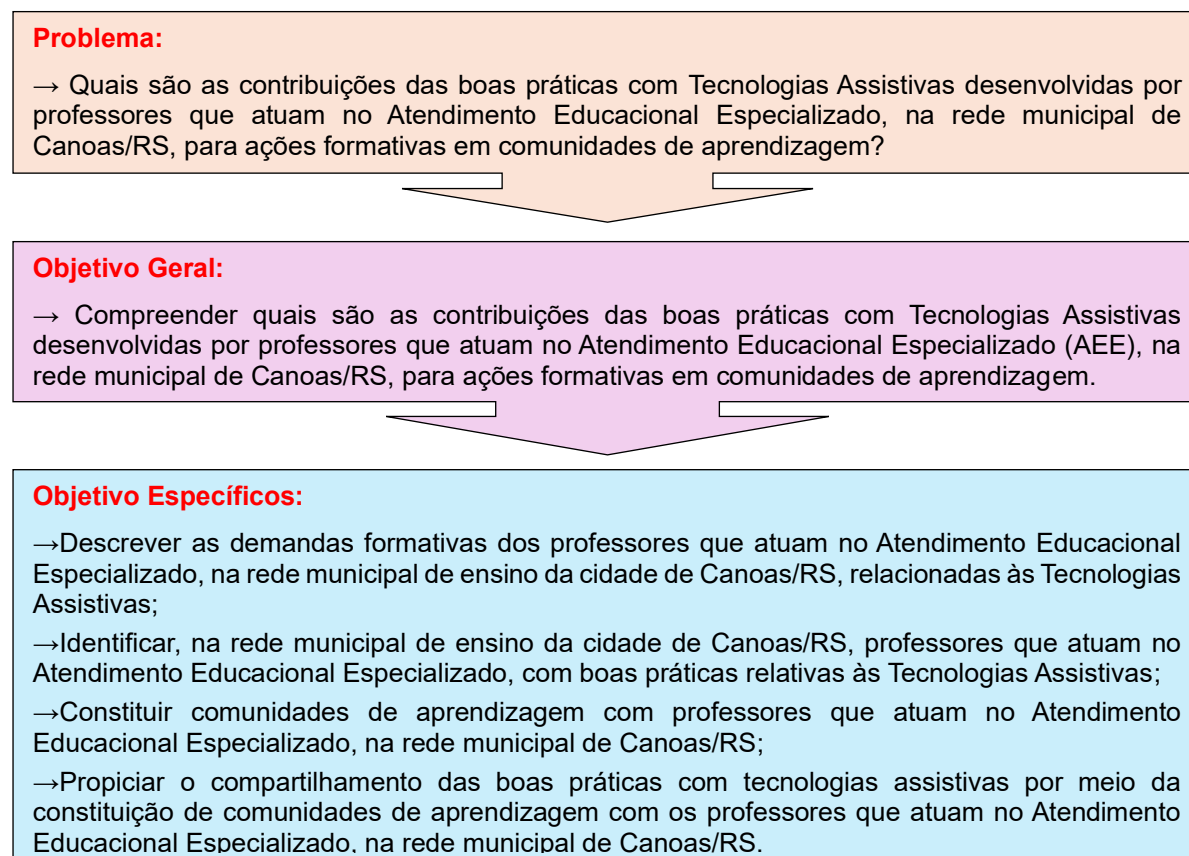 Problema:
→ Quais são as contribuições das boas práticas com Tecnologias Assistivas desenvolvidas por
professores que atuam no Atendimento Educacional Especializado, na rede municipal de
Canoas/RS, para ações formativas em comunidades de aprendizagem?
Objetivo Geral:
→ Compreender quais são as contribuições das boas práticas com Tecnologias Assistivas
desenvolvidas por professores que atuam no Atendimento Educacional Especializado (AEE), na
rede municipal de Canoas/RS, para ações formativas em comunidades de aprendizagem.
Objetivo Específicos:
→Descrever as demandas formativas dos professores que atuam no Atendimento Educacional
Especializado, na rede municipal de ensino da cidade de Canoas/RS, relacionadas às Tecnologias
Assistivas;
→Identificar, na rede municipal de ensino da cidade de Canoas/RS, professores que atuam no
Atendimento Educacional Especializado, com boas práticas relativas às Tecnologias Assistivas;
→Constituir comunidades de aprendizagem com professores que atuam no Atendimento
Educacional Especializado, na rede municipal de Canoas/RS;
→Propiciar o compartilhamento das boas práticas com tecnologias assistivas por meio da
constituição de comunidades de aprendizagem com os professores que atuam no Atendimento
Educacional Especializado, na rede municipal de Canoas/RS.